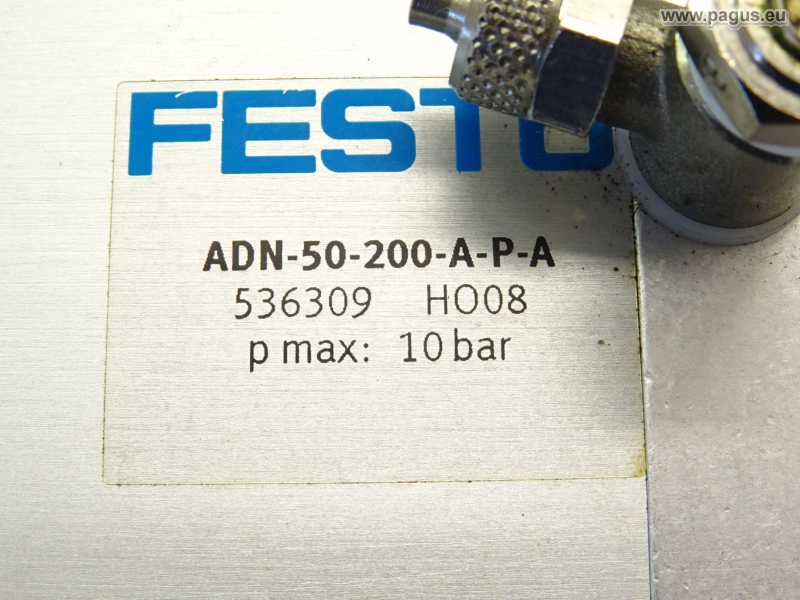 www.pagus.eu
FESTO
ADN-50-200-A-P-A
536309 HO08
p max: 10 bar